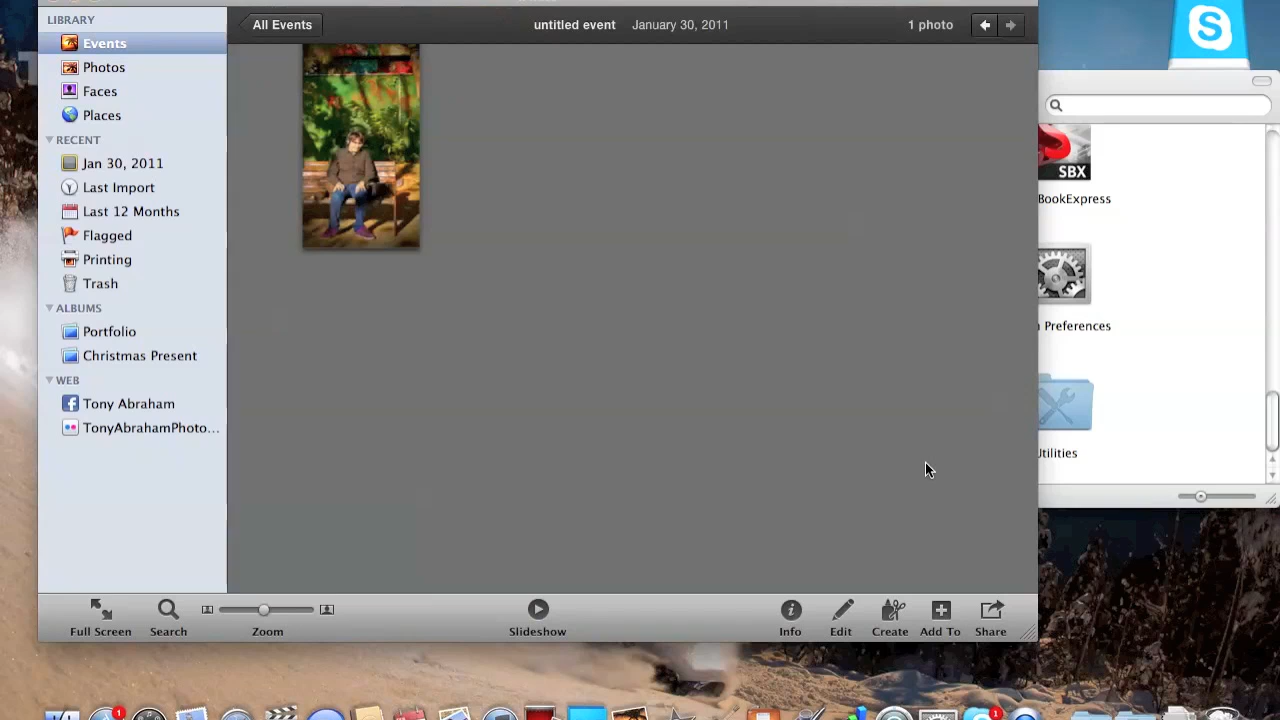 LIBRARY
Events
Photos
Faces
Places
RECENT
Jan 30, 2011
Last Import
Last 12 Months
Flagged
Printing
Trash
ALBUMS
Portfolio
Christmas Present
WEB
Tony Abraham
TonyAbrahamPhoto...
All Events
untitled event January 30, 2011
1 photo
Full Screen
Search
Zoom
Slideshow
Info
Edit
Create
Add To
Share
SBX
BookExpress
Preferences
Utilities
1
1